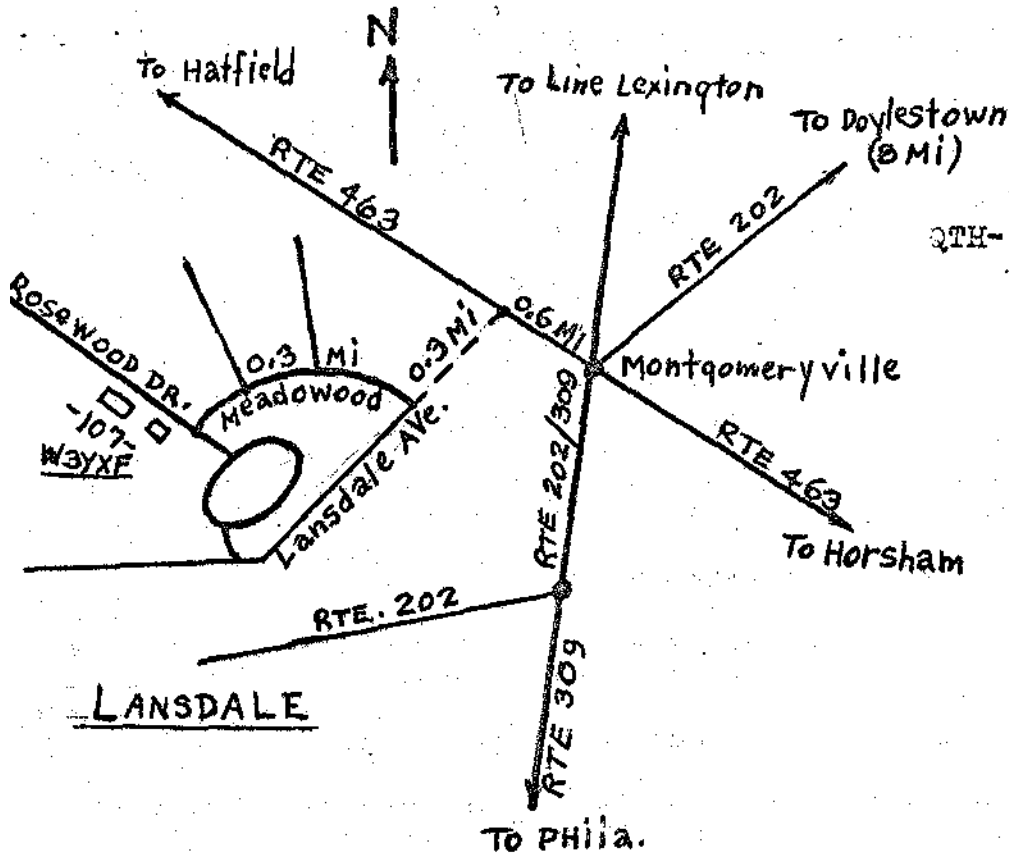 N
To Hatfield
To Line Lexington
To Doylestown
(8 Mi)
QTH-
RTE 463
RTE 202
ROSEWOOD DR.
0.3 Mi
Meadowood
0.3 Mi
0.6 Mi
Montgomeryville
-107-
W3YXF
Lansdale AVe.
RTE 202/309
RTE 463
To Horsham
RTE. 202
LANSDALE
RTE 309
To PHila.